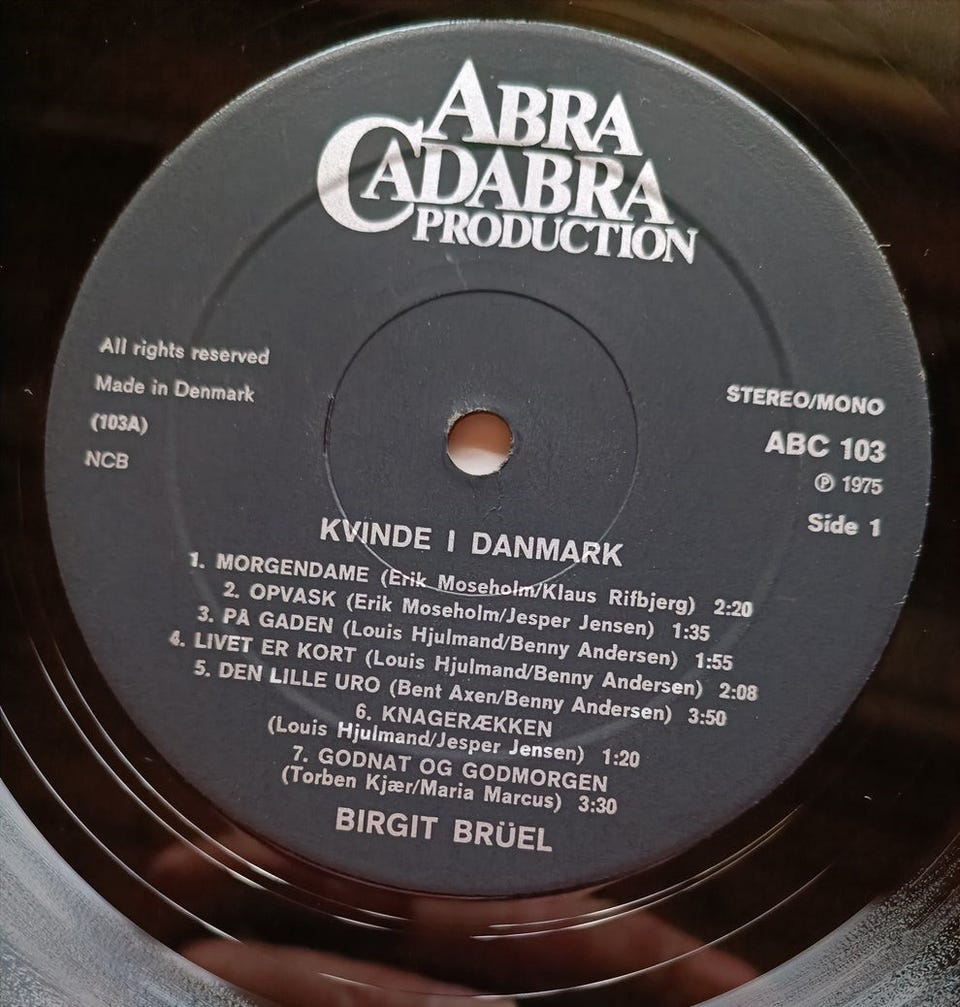 ABRA
CADABRA
PRODUCTION
All rights reserved
Made in Denmark
(103A)
NCB
STEREO/MONO
ABC 103
℗ 1975
Side 1
KVINDE I DANMARK
1. MORGENDAME (Erik Moseholm/Klaus Rifbjerg) 2:20
2. OPVASK (Erik Moseholm/Jesper Jensen) 1:35
3. PÅ GADEN (Louis Hjulmand/Benny Andersen) 1:55
4. LIVET ER KORT (Louis Hjulmand/Benny Andersen) 2:08
5. DEN LILLE URO (Bent Axen/Benny Andersen) 3:50
6. KNAGERÆKKEN
(Louis Hjulmand/Jesper Jensen) 1:20
7. GODNAT OG GODMORGEN
(Torben Kjær/Maria Marcus) 3:30
BIRGIT BRÜEL